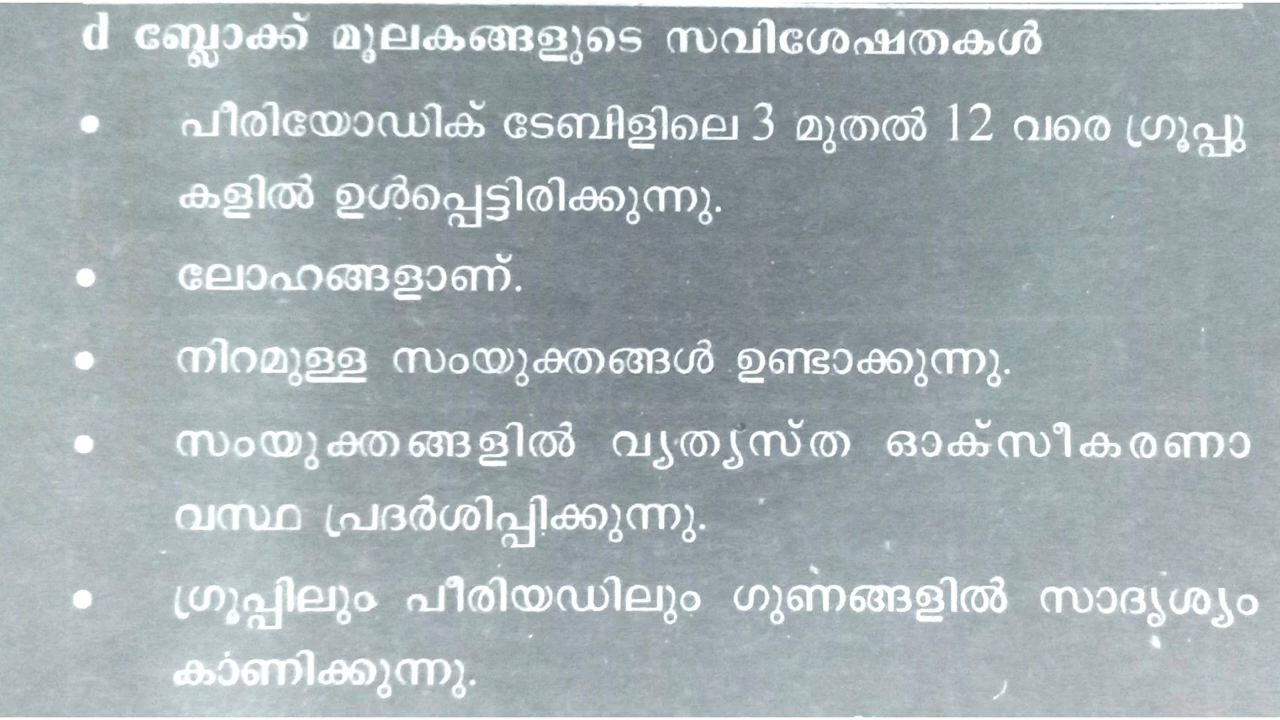 d ബ്ലോക്ക് മൂലകങ്ങളുടെ സവിശേഷതകൾ
• പീരിയോഡിക് ടേബിളിലെ 3 മുതൽ 12 വരെ ഗ്രൂപ്പു
കളിൽ ഉൾപ്പെട്ടിരിക്കുന്നു.
• ലോഹങ്ങളാണ്.
• നിറമുള്ള സംയുക്തങ്ങൾ ഉണ്ടാക്കുന്നു.
• സംയുക്തങ്ങളിൽ വ്യത്യസ്ത ഓക്സീകരണാ
വസ്ഥ പ്രദർശിപ്പിക്കുന്നു.
• ഗ്രൂപ്പിലും പീരിയഡിലും ഗുണങ്ങളിൽ സാദൃശ്യം
കാണിക്കുന്നു.